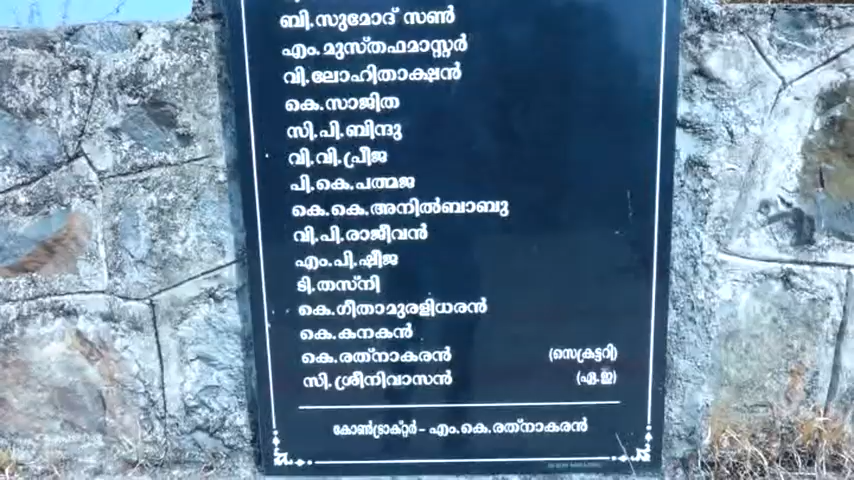 ബി.സുമോദ് സൺ
എം.മുസ്തഫമാസ്റ്റർ
വി.ലോഹിതാക്ഷൻ
കെ.സാജിത
സി.പി.ബിന്ദു
വി.വി.പ്രീജ
പി.കെ.പത്മജ
കെ.കെ.അനിൽബാബു
വി.പി.രാജീവൻ
എം.പി.ഷീജ
ടി.തസ്നി
കെ.ഗീതാമുരളിധരൻ
കെ.കനകൻ
കെ.രത്‌നാകരൻ (സെക്രട്ടറി)
സി.ശ്രീനിവാസൻ (ഏ.ഇ)
കോൺട്രാക്റ്റർ - എം.കെ.രത്‌നാകരൻ